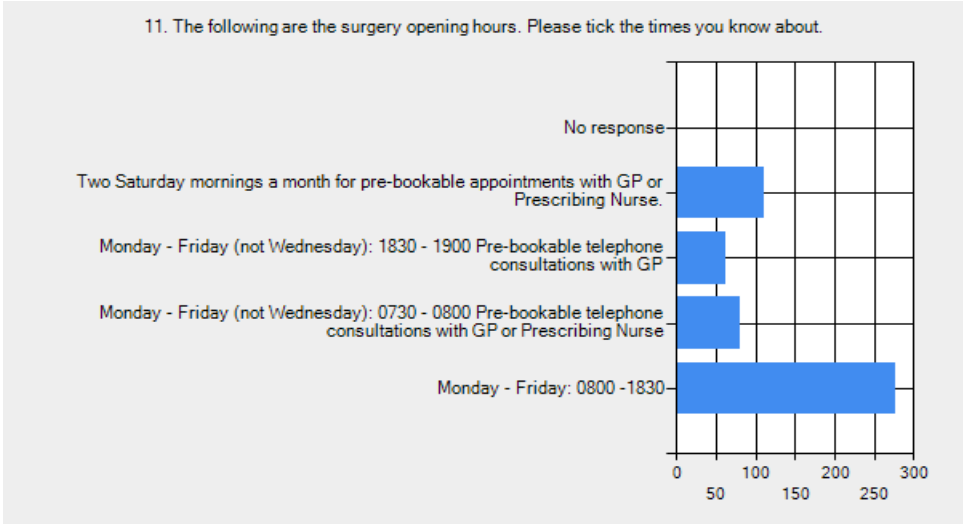 11. The following are the surgery opening hours. Please tick the times you know about.
No response
Two Saturday mornings a month for pre-bookable appointments with GP or
Prescribing Nurse.
Monday - Friday (not Wednesday): 1830 - 1900 Pre-bookable telephone
consultations with GP
Monday - Friday (not Wednesday): 0730 - 0800 Pre-bookable telephone
consultations with GP or Prescribing Nurse
Monday - Friday: 0800 -1830
0 100 200 300
50 150 250